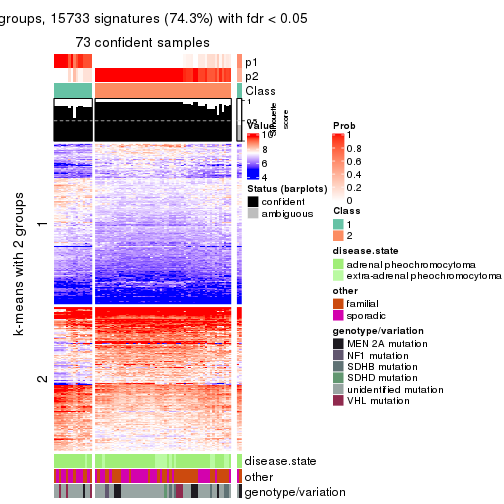 groups, 15733 signatures (74.3%) with fdr < 0.05
73 confident samples
p1
p2
Class
1
0.5
Silhouette
score
k-means with 2 groups
1
2
Value
10
8
6
4
Status (barplots)
confident
ambiguous
Prob
1
0.8
0.6
0.4
0.2
0
Class
1
2
disease.state
adrenal pheochromocytoma
extra-adrenal pheochromocytoma
other
familial
sporadic
genotype/variation
MEN 2A mutation
NF1 mutation
SDHB mutation
SDHD mutation
unidentified mutation
VHL mutation
disease.state
other
genotype/variation